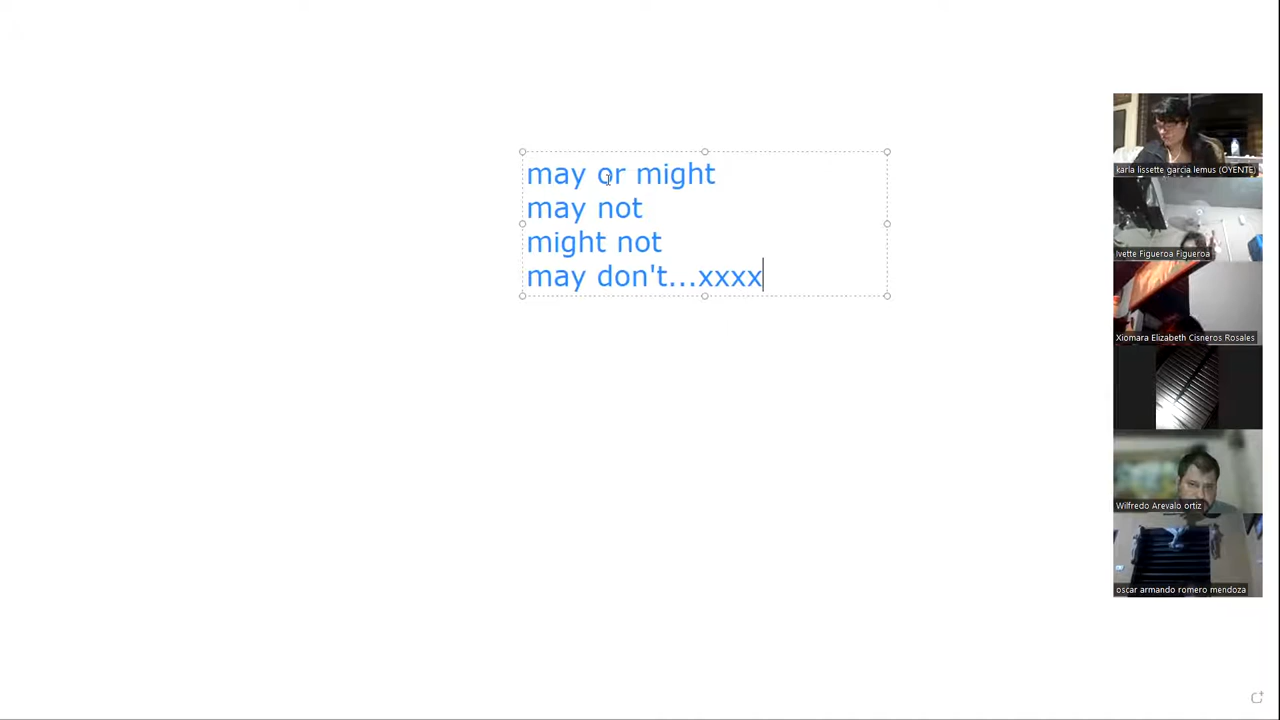 may or might
may not
might not
may don't...xxxx
karla lissette garcia lemus (OYENTE)
Ivette Figueroa Figueroa
Xiomara Elizabeth Cisneros Rosales
Wilfredo Arevalo ortiz
oscar armando romero mendoza